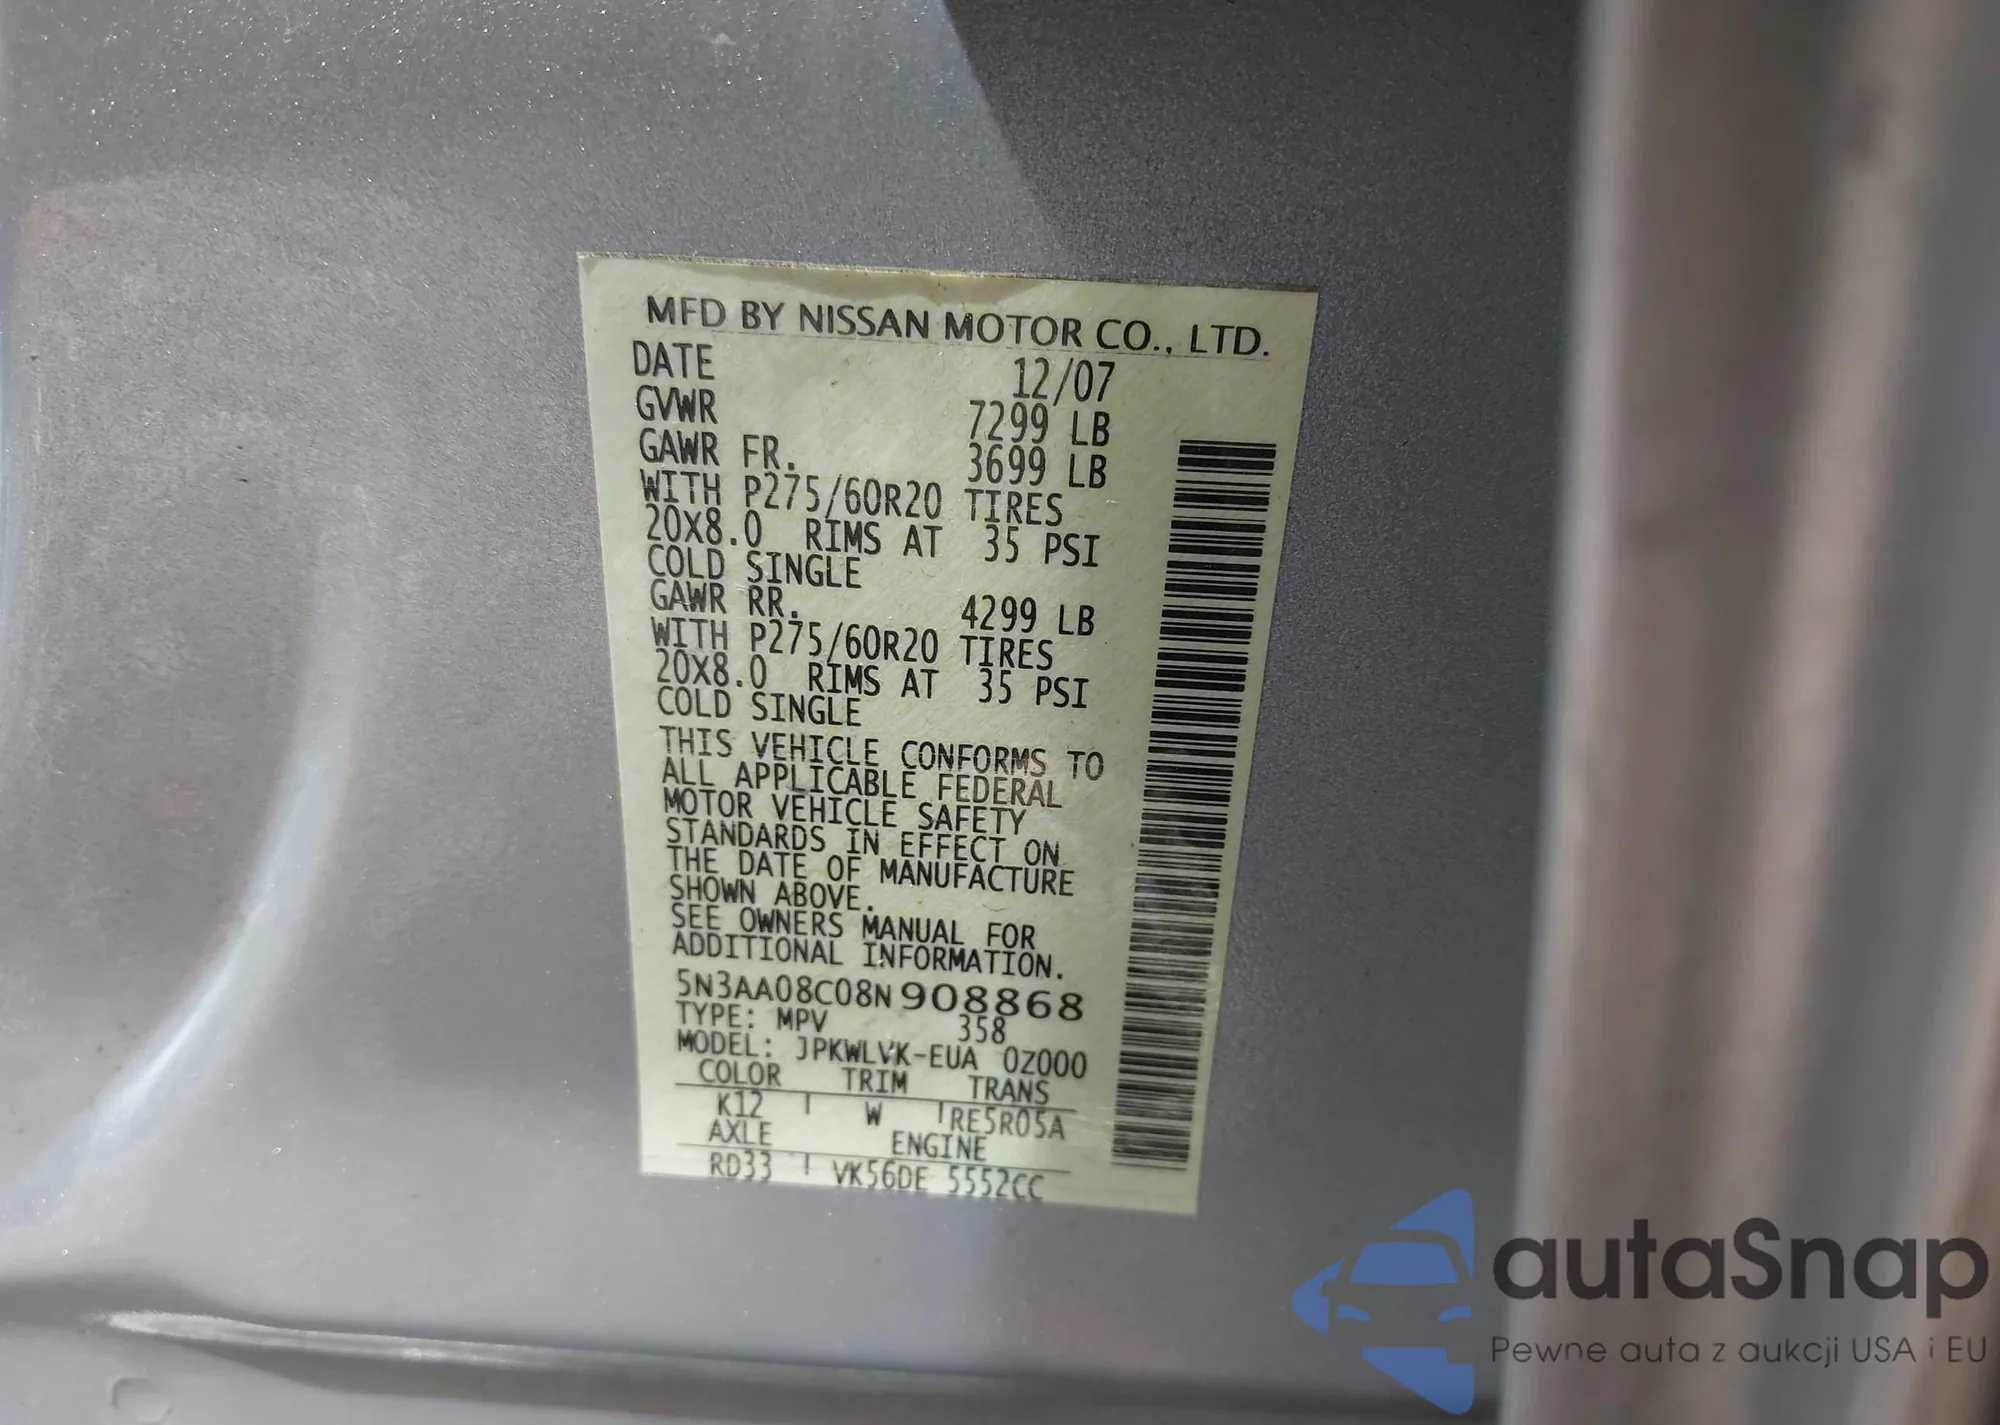 MFD BY NISSAN MOTOR CO., LTD.
DATE 12/07
GVWR 7299 LB
GAWR FR. 3699 LB
WITH P275/60R20 TIRES
20X8.0 RIMS AT 35 PSI
COLD SINGLE
GAWR RR. 4299 LB
WITH P275/60R20 TIRES
20X8.0 RIMS AT 35 PSI
COLD SINGLE
THIS VEHICLE CONFORMS TO
ALL APPLICABLE FEDERAL
MOTOR VEHICLE SAFETY
STANDARDS IN EFFECT ON
THE DATE OF MANUFACTURE
SHOWN ABOVE.
SEE OWNERS MANUAL FOR
ADDITIONAL INFORMATION.
5N3AA08C08N908868
TYPE: MPV 358
MODEL: JPKWLVK-EUA 0Z000
COLOR TRIM TRANS
K12 W RE5R05A
AXLE ENGINE
RD33 VK56DE 5552CC
autaSnap
Pewne auta z aukcji USA i EU